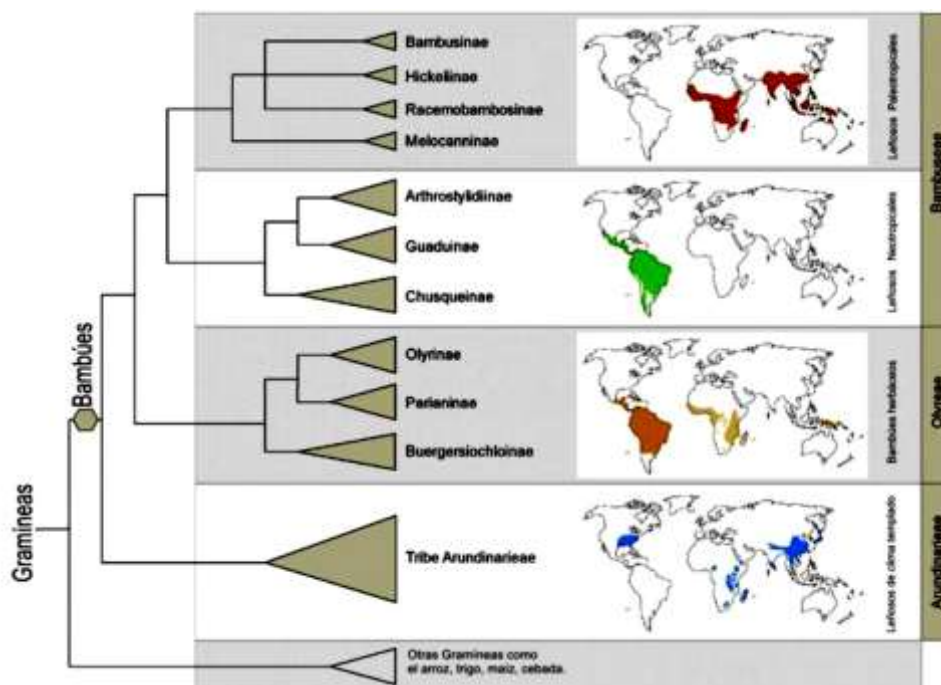 Gramíneas
Bambúes
Bambusinae
Hickeliinae
Racemobambosinae
Melocanninae
Leñosos Paleotropicales
Arthrostylidiinae
Guaduinae
Chusqueinae
Leñosos Neotropicales
Bambuseae
Olyrinae
Parianinae
Buergersiochloinae
Bambúes herbáceos
Olyreae
Tribe Arundinarieae
Leñosos de clima templado
Arundinarieae
Otras Gramíneas como
el arroz, trigo, maiz, cebada.